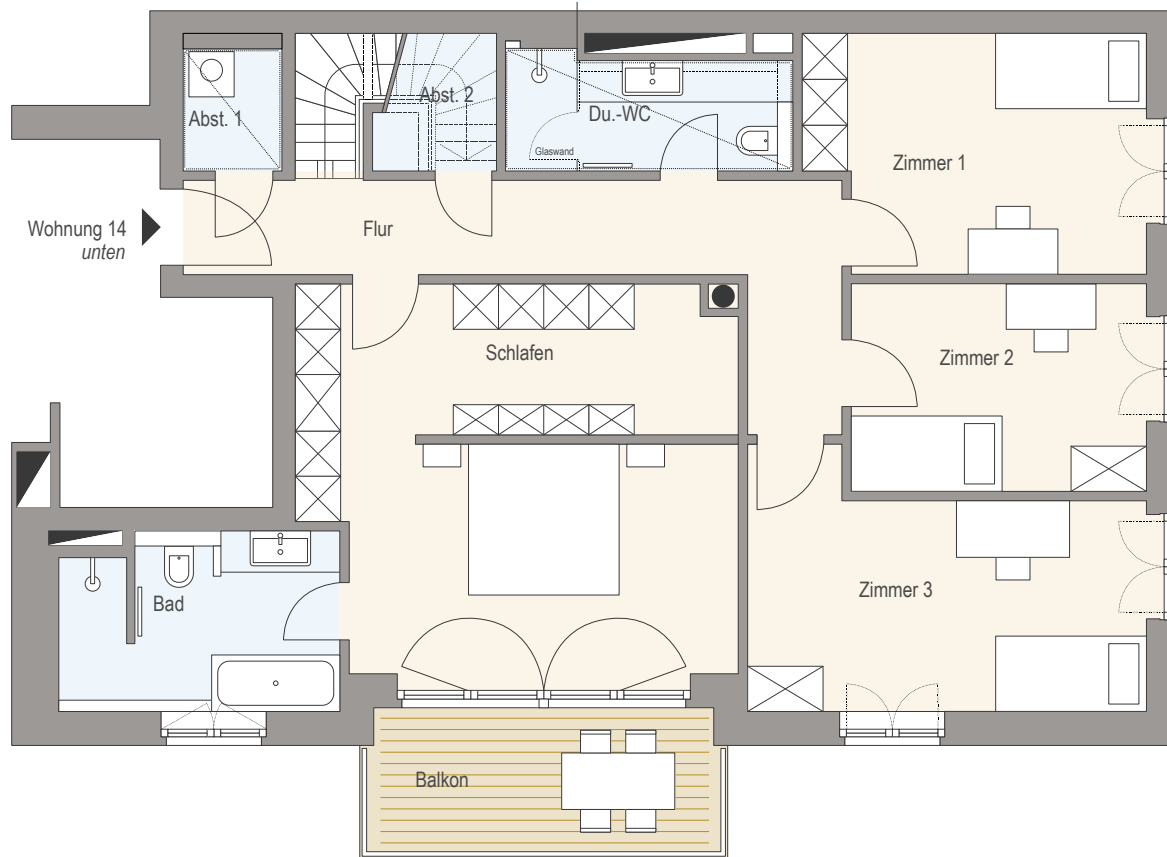 Abst. 1
Abst. 2
Du.-WC
Glaswand
Zimmer 1
Wohnung 14
unten
Flur
Schlafen
Zimmer 2
Bad
Zimmer 3
Balkon